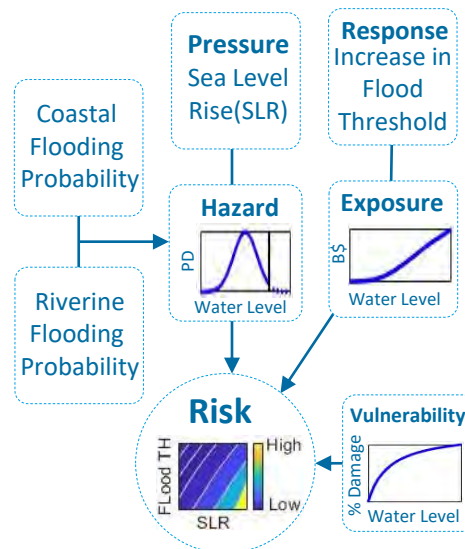 Pressure
Sea Level
Rise(SLR)
Response
Increase in
Flood
Threshold
Coastal
Flooding
Probability
Hazard
PD
Water Level
Exposure
B$
Water Level
Riverine
Flooding
Probability
Risk
FLood TH
SLR
High
Low
Vulnerability
% Damage
Water Level